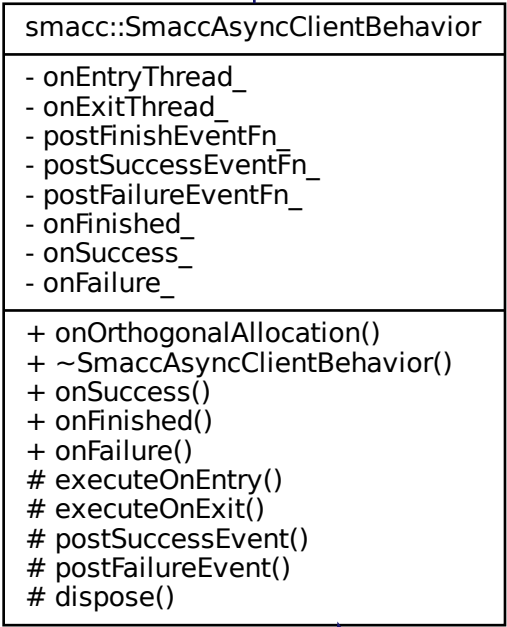 smacc::SmaccAsyncClientBehavior
- onEntryThread_
- onExitThread_
- postFinishEventFn_
- postSuccessEventFn_
- postFailureEventFn_
- onFinished_
- onSuccess_
- onFailure_
+ onOrthogonalAllocation()
+ ~SmaccAsyncClientBehavior()
+ onSuccess()
+ onFinished()
+ onFailure()
# executeOnEntry()
# executeOnExit()
# postSuccessEvent()
# postFailureEvent()
# dispose()